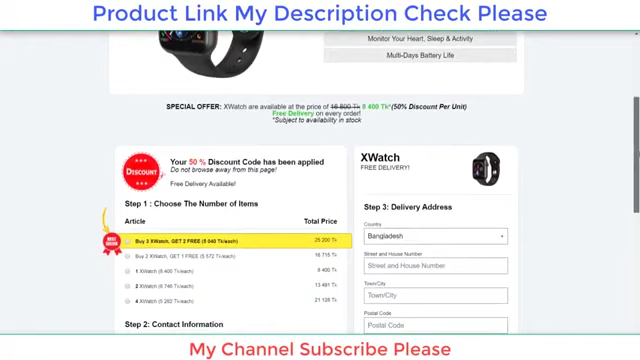 Product Link My Description Check Please
Monitor Your Heart, Sleep & Activity
Multi-Days Battery Life
SPECIAL OFFER: XWatch are available at the price of 16 800 Tk 8 400 Tk*(50% Discount Per Unit)
Free Delivery on every order!
*Subject to availability in stock
DISCOUNT
Your 50 % Discount Code has been applied
Do not browse away from this page!
Free Delivery Available!
Step 1 : Choose The Number of Items
Article Total Price
Buy 3 XWatch, GET 2 FREE (5 040 Tk/each) 25 200 Tk
Buy 2 XWatch, GET 1 FREE (5 572 Tk/each) 16 715 Tk
1 XWatch (8 400 Tk/each) 8 400 Tk
2 XWatch (6 746 Tk/each) 13 491 Tk
4 XWatch (5 282 Tk/each) 21 128 Tk
Step 2: Contact Information
XWatch
FREE DELIVERY!
Step 3: Delivery Address
Country
Bangladesh
Street and House Number
Street and House Number
Town/City
Town/City
Postal Code
Postal Code
My Channel Subscribe Please